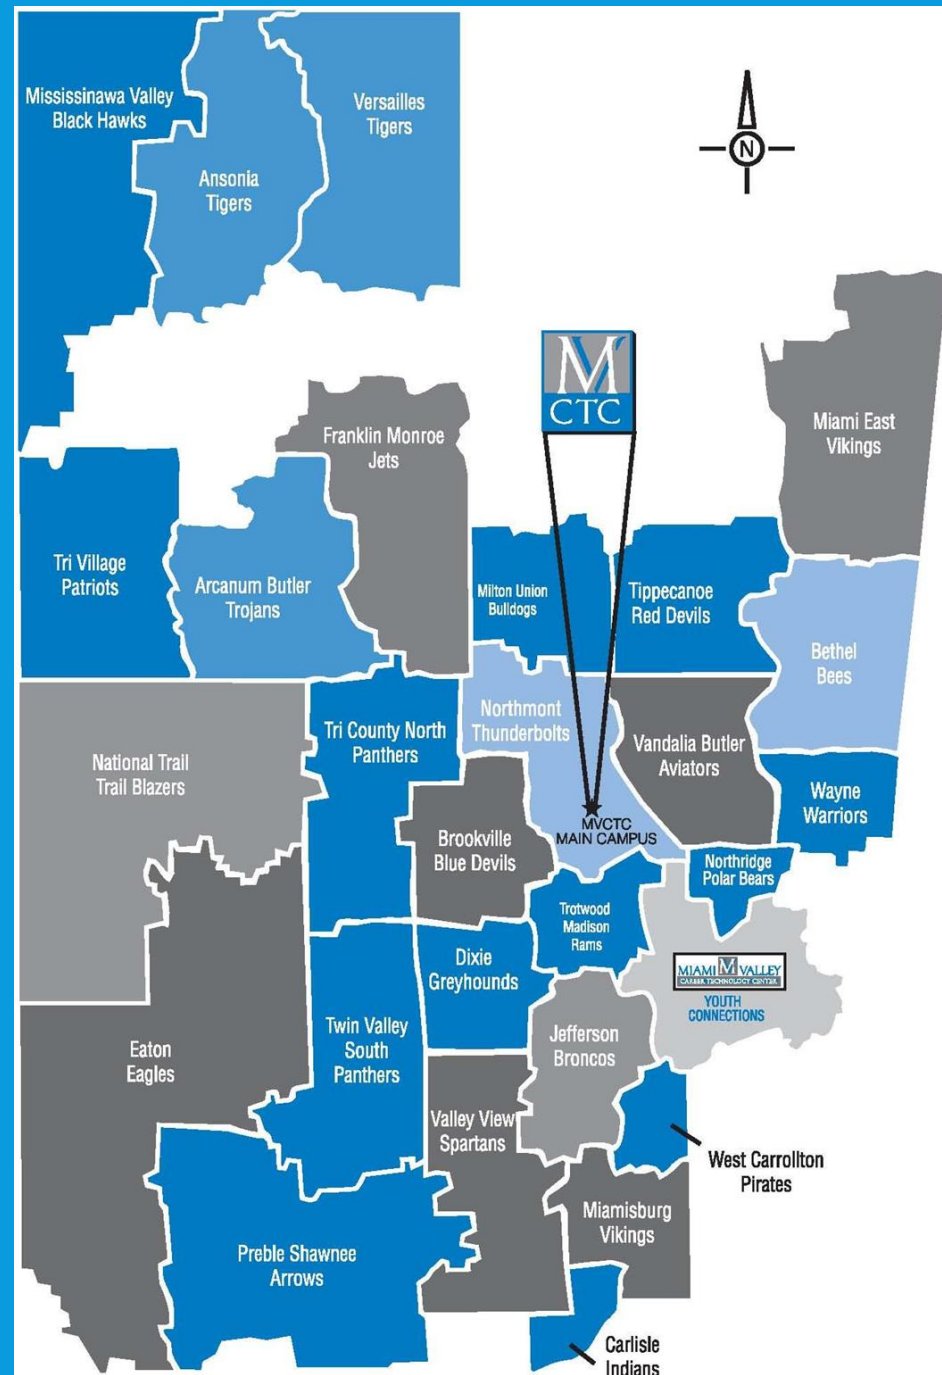 Mississinawa Valley
Black Hawks
Versailles
Tigers
Ansonia
Tigers
N
MV
CTC
Franklin Monroe
Jets
Miami East
Vikings
Tri Village
Patriots
Arcanum Butler
Trojans
Milton Union
Bulldogs
Tippecanoe
Red Devils
Bethel
Bees
Northmont
Thunderbolts
Tri County North
Panthers
Vandalia Butler
Aviators
National Trail
Trail Blazers
Wayne
Warriors
MVCTC
MAIN CAMPUS
Brookville
Blue Devils
Northridge
Polar Bears
Trotwood
Madison
Rams
Dixie
Greyhounds
MIAMI V VALLEY
CAREER TECHNOLOGY CENTER
YOUTH
CONNECTIONS
Twin Valley
South
Panthers
Jefferson
Broncos
Eaton
Eagles
Valley View
Spartans
West Carrollton
Pirates
Miamisburg
Vikings
Preble Shawnee
Arrows
Carlisle
Indians